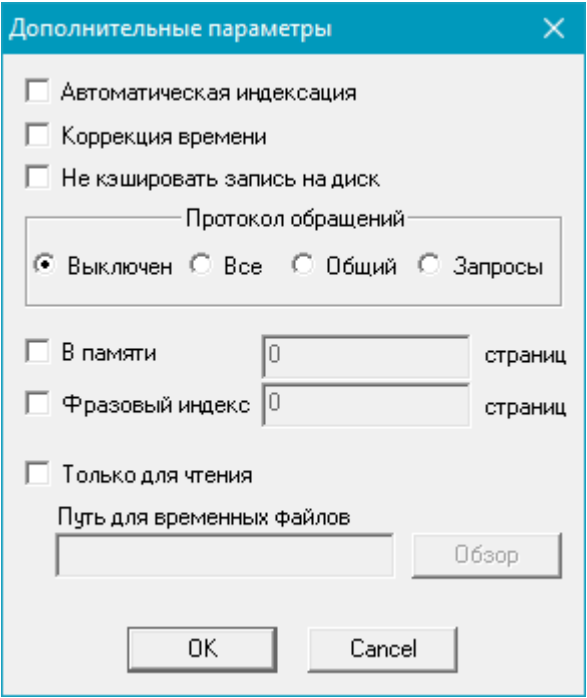 Дополнительные параметры
Автоматическая индексация
Коррекция времени
Не кэшировать запись на диск
Протокол обращений
Выключен Все Общий Запросы
В памяти 0 страниц
Фразовый индекс 0 страниц
Только для чтения
Путь для временных файлов
Обзор
OK Cancel